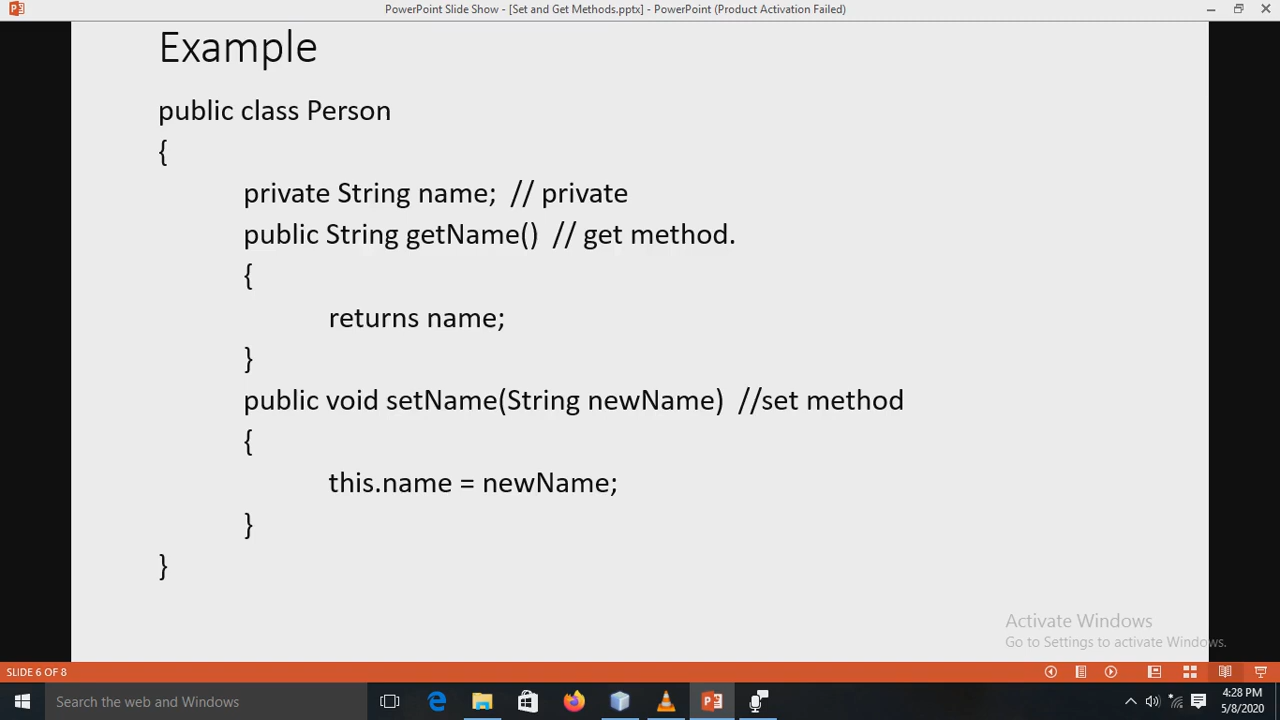 PowerPoint Slide Show - [Set and Get Methods.pptx] - PowerPoint (Product Activation Failed)
Example
public class Person
{
private String name; // private
public String getName() // get method.
{
returns name;
}
public void setName(String newName) //set method
{
this.name = newName;
}
}
Activate Windows
Go to Settings to activate Windows.
SLIDE 6 OF 8
Search the web and Windows
4:28 PM
5/8/2020